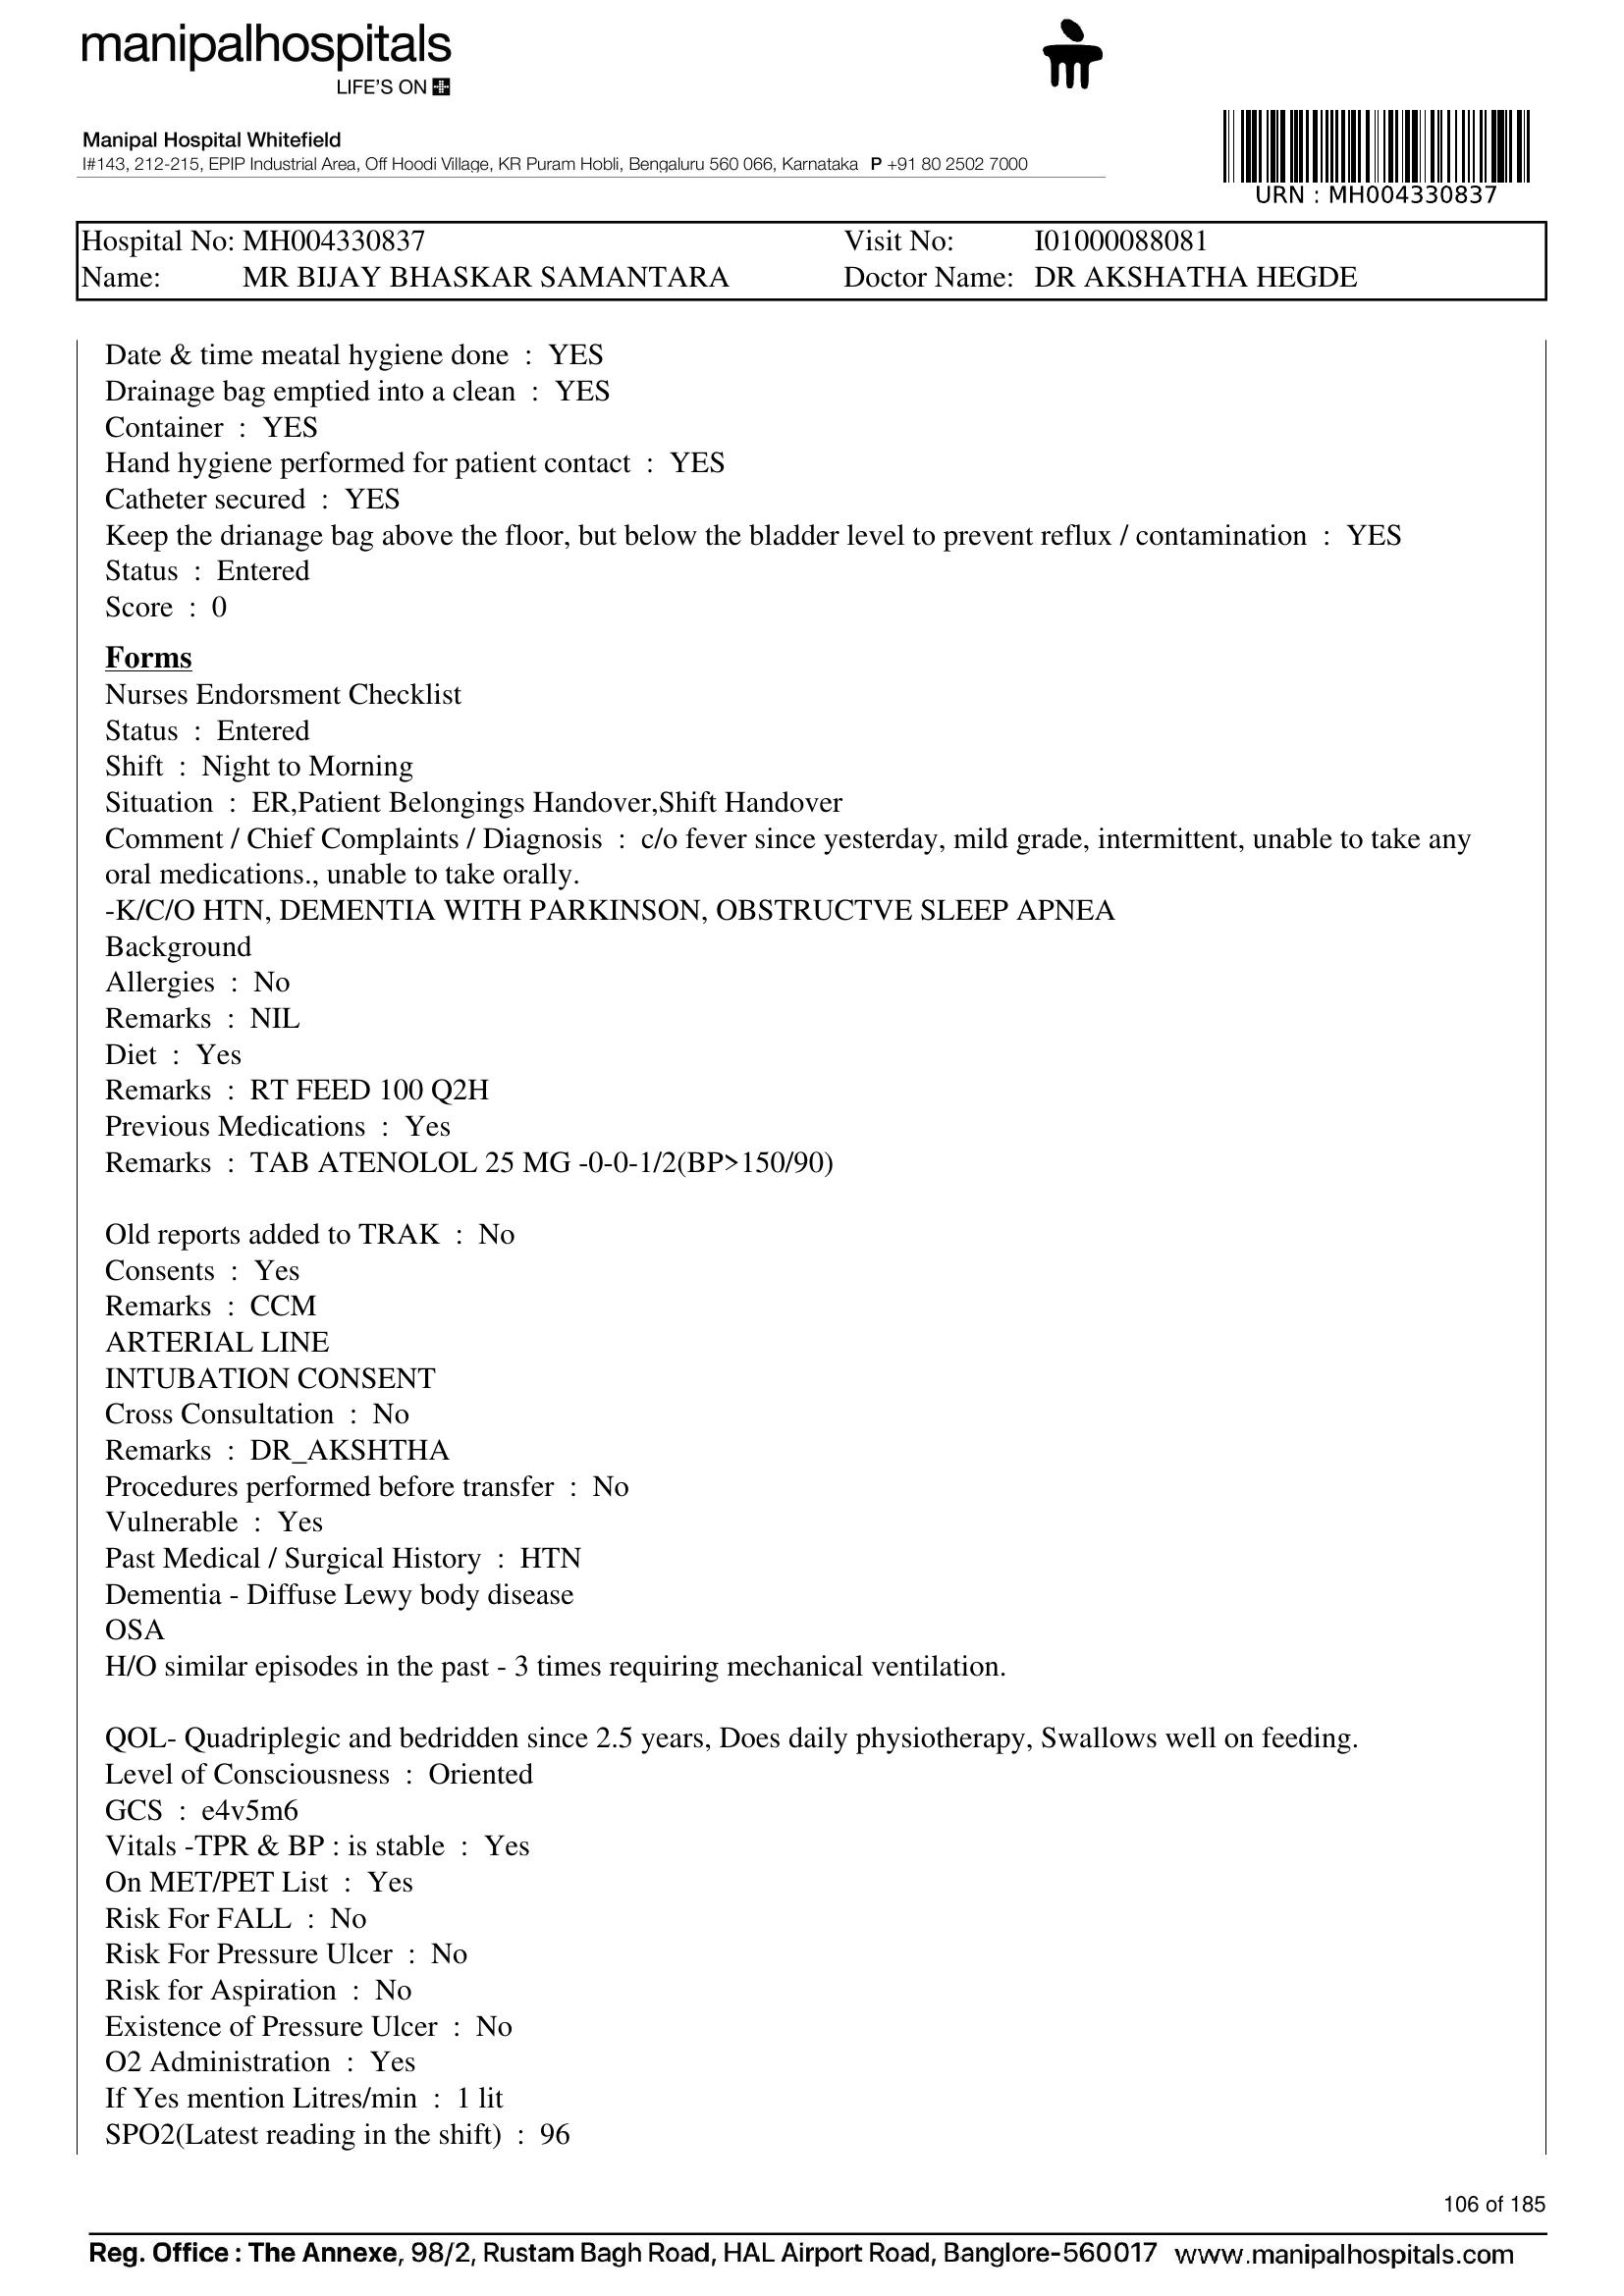 manipalhospitals
LIFE'S ON
Manipal Hospital Whitefield
I#143, 212-215, EPIP Industrial Area, Off Hoodi Village, KR Puram Hobli, Bengaluru 560 066, Karnataka P +91 80 2502 7000
URN : MH004330837
Hospital No: MH004330837 Visit No: I01000088081
Name: MR BIJAY BHASKAR SAMANTARA Doctor Name: DR AKSHATHA HEGDE
Date & time meatal hygiene done : YES
Drainage bag emptied into a clean : YES
Container : YES
Hand hygiene performed for patient contact : YES
Catheter secured : YES
Keep the drianage bag above the floor, but below the bladder level to prevent reflux / contamination : YES
Status : Entered
Score : 0
Forms
Nurses Endorsment Checklist
Status : Entered
Shift : Night to Morning
Situation : ER,Patient Belongings Handover,Shift Handover
Comment / Chief Complaints / Diagnosis : c/o fever since yesterday, mild grade, intermittent, unable to take any
oral medications., unable to take orally.
-K/C/O HTN, DEMENTIA WITH PARKINSON, OBSTRUCTVE SLEEP APNEA
Background
Allergies : No
Remarks : NIL
Diet : Yes
Remarks : RT FEED 100 Q2H
Previous Medications : Yes
Remarks : TAB ATENOLOL 25 MG -0-0-1/2(BP>150/90)
Old reports added to TRAK : No
Consents : Yes
Remarks : CCM
ARTERIAL LINE
INTUBATION CONSENT
Cross Consultation : No
Remarks : DR_AKSHTHA
Procedures performed before transfer : No
Vulnerable : Yes
Past Medical / Surgical History : HTN
Dementia - Diffuse Lewy body disease
OSA
H/O similar episodes in the past - 3 times requiring mechanical ventilation.
QOL- Quadriplegic and bedridden since 2.5 years, Does daily physiotherapy, Swallows well on feeding.
Level of Consciousness : Oriented
GCS : e4v5m6
Vitals -TPR & BP : is stable : Yes
On MET/PET List : Yes
Risk For FALL : No
Risk For Pressure Ulcer : No
Risk for Aspiration : No
Existence of Pressure Ulcer : No
O2 Administration : Yes
If Yes mention Litres/min : 1 lit
SPO2(Latest reading in the shift) : 96
106 of 185
Reg. Office : The Annexe, 98/2, Rustam Bagh Road, HAL Airport Road, Banglore-560017 www.manipalhospitals.com